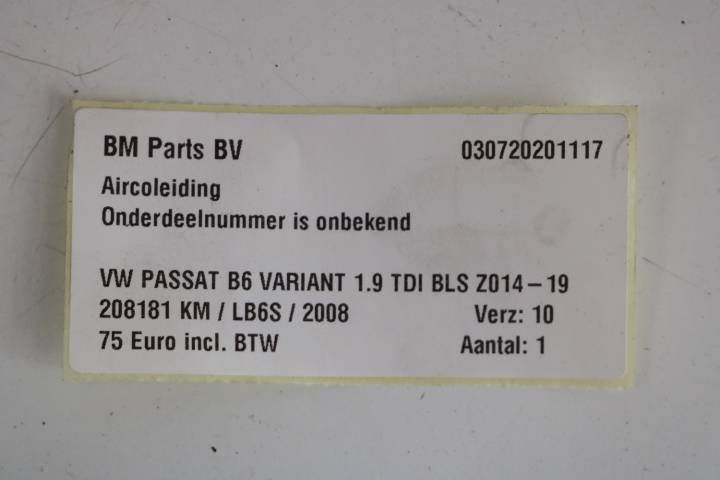 BM Parts BV 030720201117
Aircoleiding
Onderdeelnummer is onbekend
VW PASSAT B6 VARIANT 1.9 TDI BLS Z014-19
208181 KM / LB6S / 2008 Verz: 10
75 Euro incl. BTW Aantal: 1